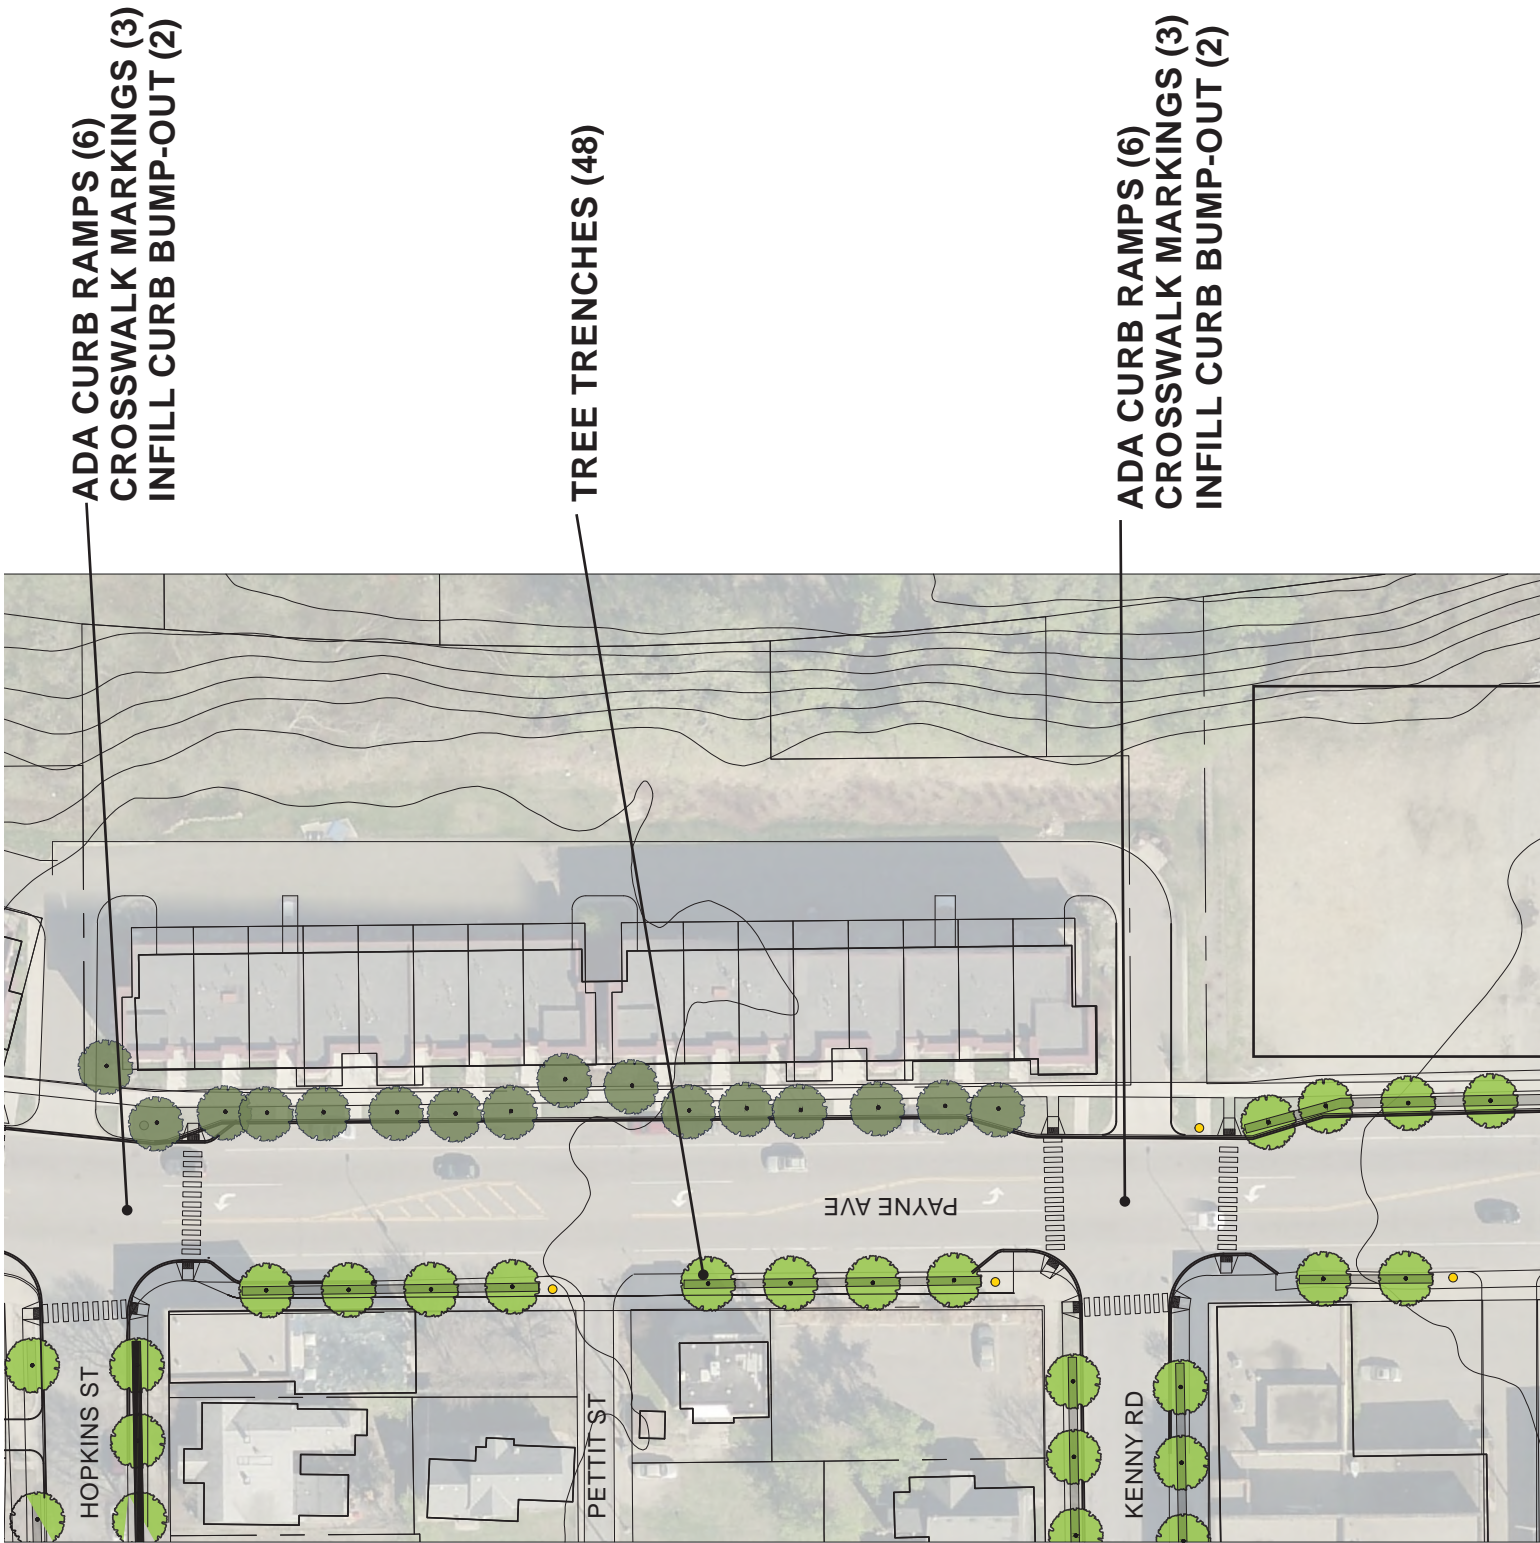 ADA CURB RAMPS (6)
CROSSWALK MARKINGS (3)
INFILL CURB BUMP-OUT (2)
TREE TRENCHES (48)
ADA CURB RAMPS (6)
CROSSWALK MARKINGS (3)
INFILL CURB BUMP-OUT (2)
PAYNE AVE
HOPKINS ST
PETTIT ST
KENNY RD